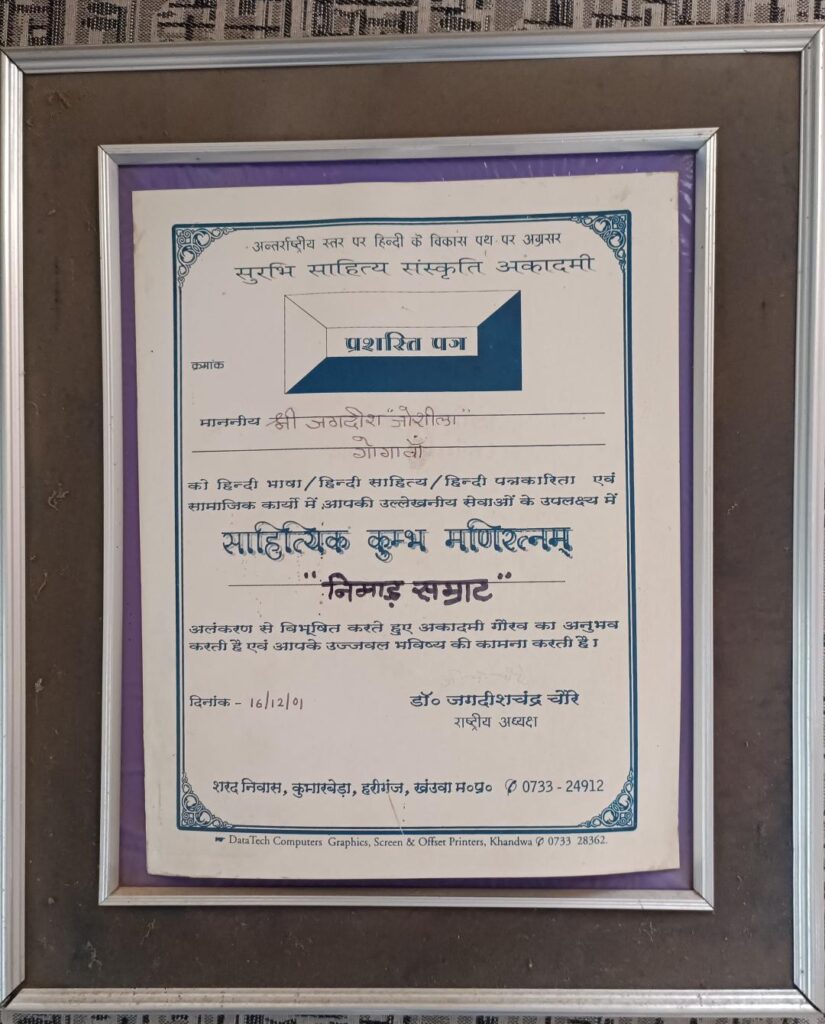 अन्तर्राष्ट्रीय स्तर पर हिन्दी के विकास पथ पर अग्रसर
सुरभि साहित्य संस्कृति अकादमी
प्रशस्ति पत्र
क्रमांक
माननीय श्री जगदीश "जोशीला"
गोगावाँ
को हिन्दी भाषा/हिन्दी साहित्य/हिन्दी पत्रकारिता एवं
सामाजिक कार्यो में आपकी उल्लेखनीय सेवाओं के उपलक्ष्य में
साहित्यिक कुम्भ मणिरत्नम्
"निमाड़ सम्राट"
अलंकरण से विभूषित करते हुए अकादमी गौरव का अनुभव
करती है एवं आपके उज्जवल भविष्य की कामना करती है।
दिनांक - 16/12/01
डॉ० जगदीशचंद्र चौरे
राष्ट्रीय अध्यक्ष
शरद निवास, कुमारबेड़ा, हरीगंज, खंडवा म०प्र० ✆ 0733 - 24912
☛ DataTech Computers Graphics, Screen & Offset Printers, Khandwa ✆ 0733 28362.